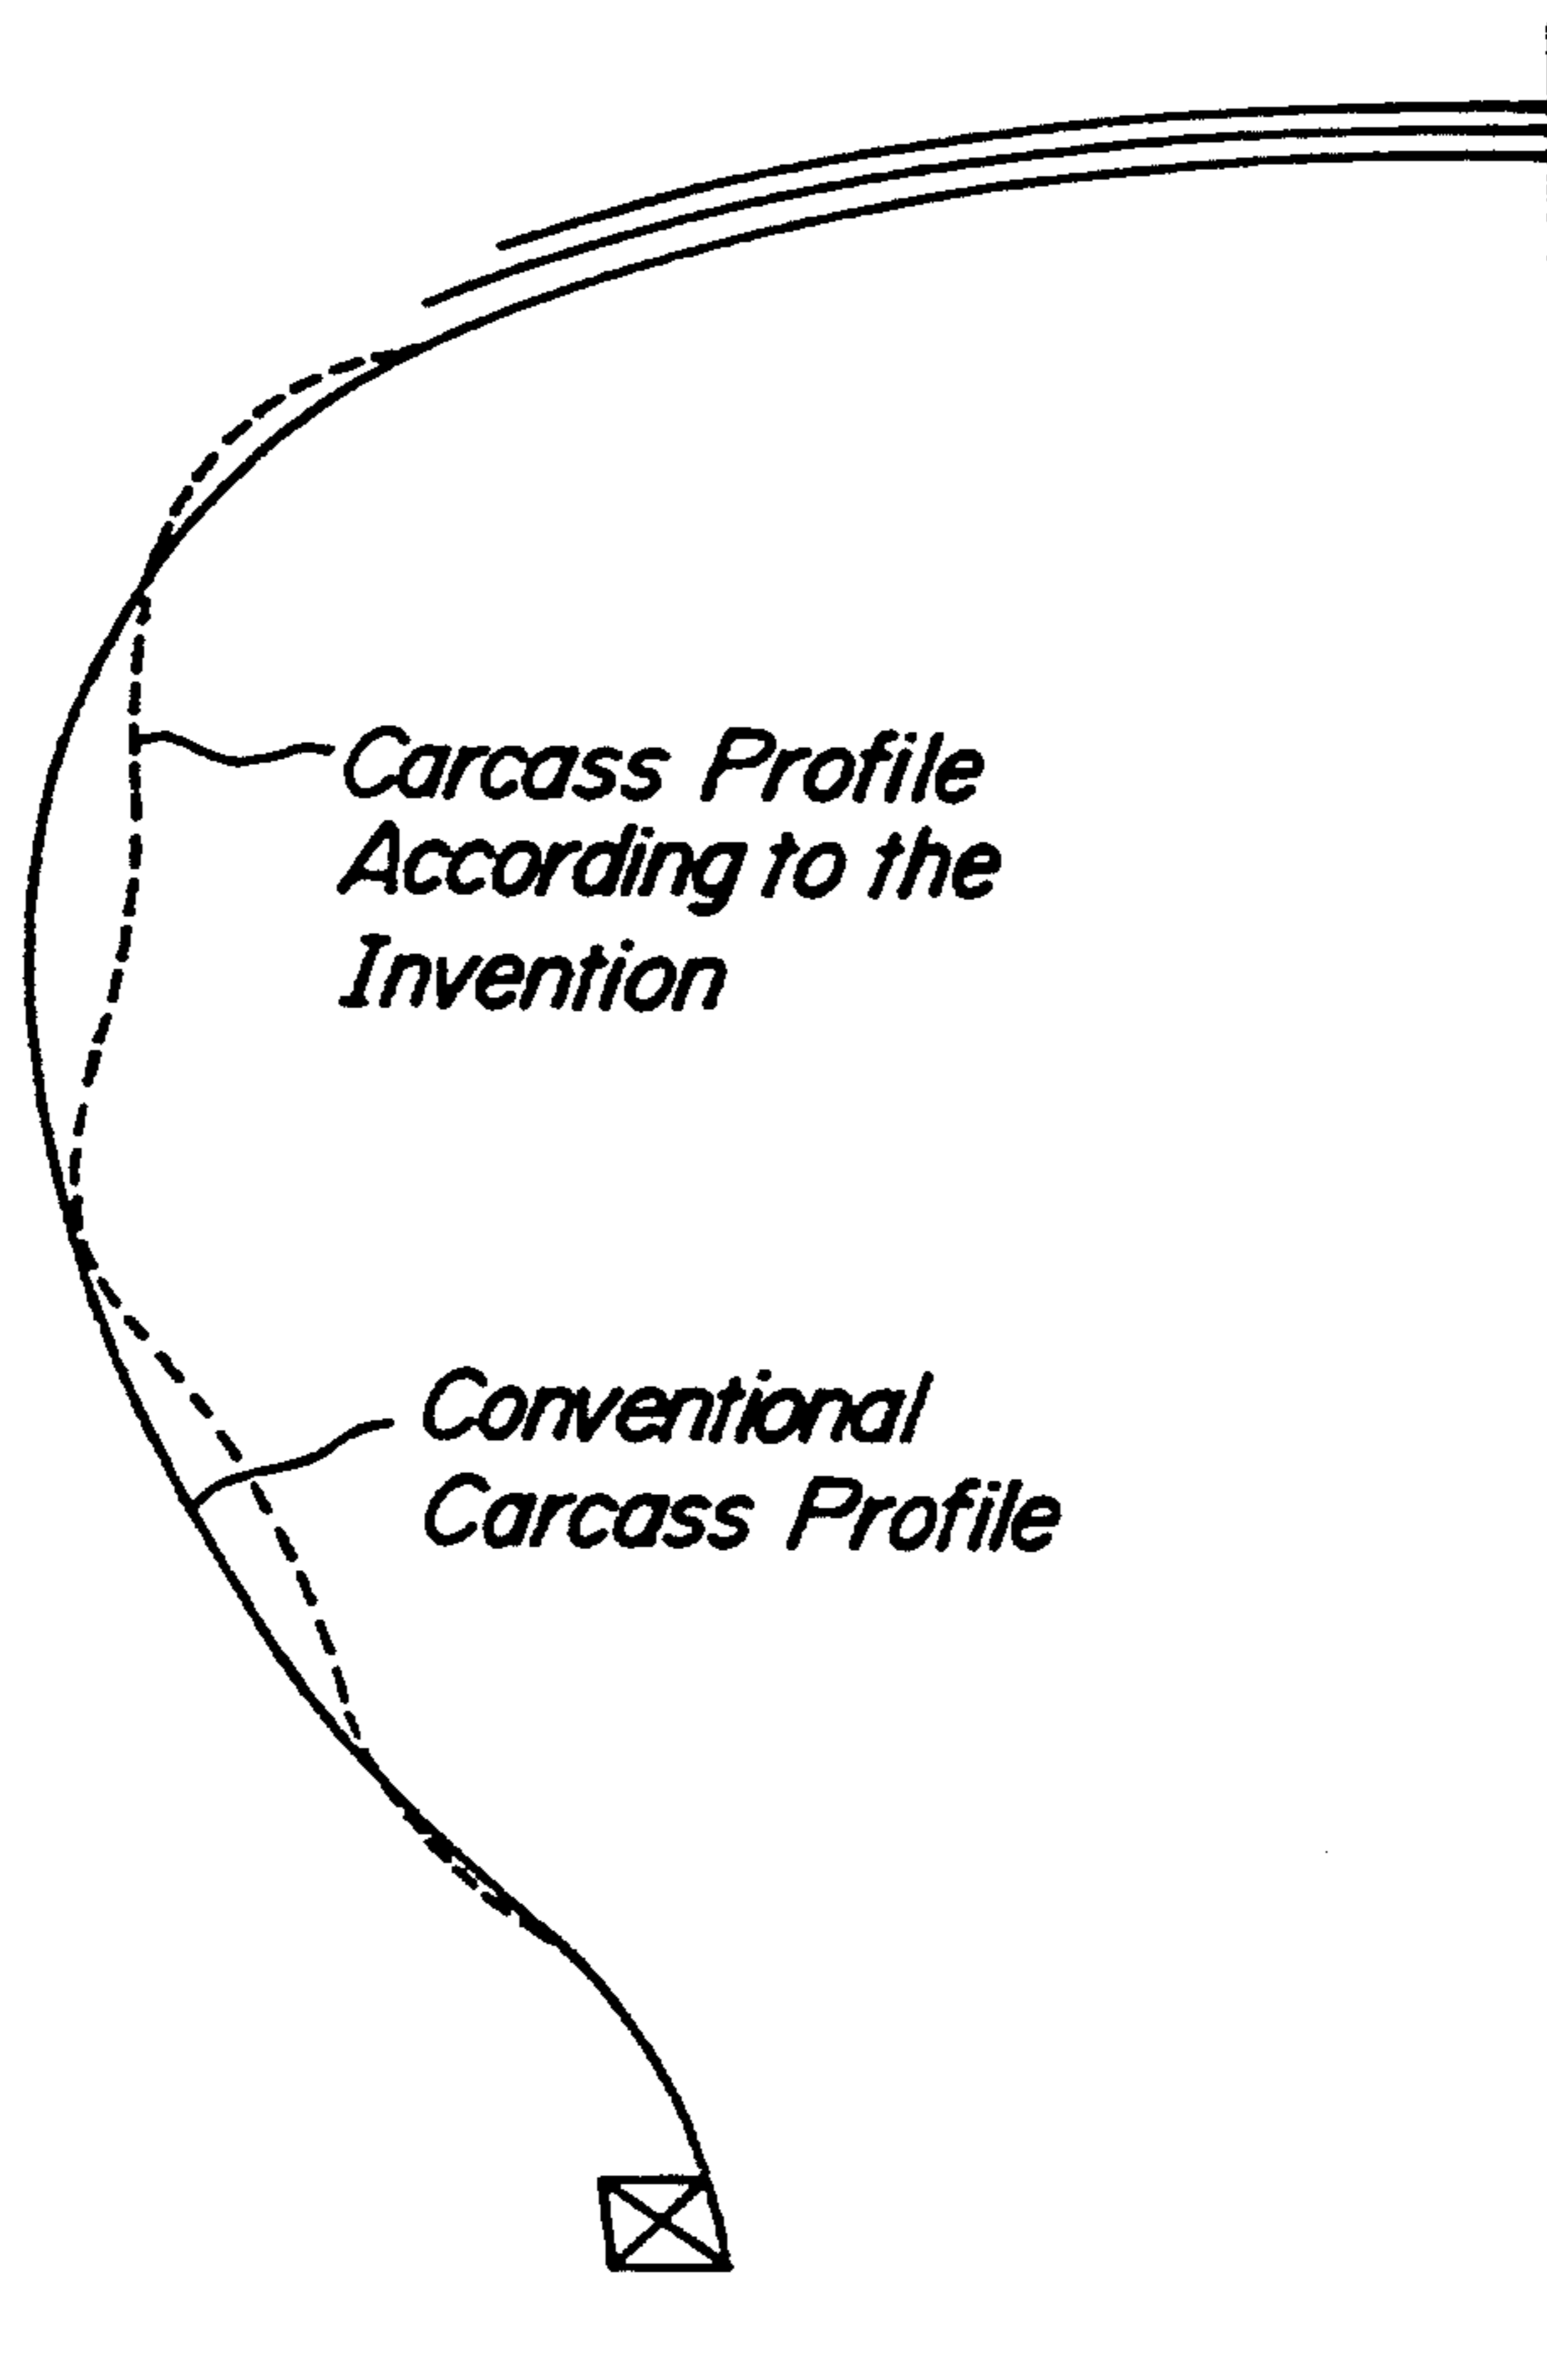 Carcass Profile
According to the
Invention
Conventional
Carcass Profile